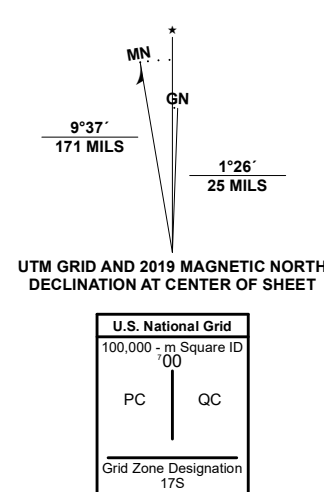 ★
MN
GN
9°37´
171 MILS
1°26´
25 MILS
UTM GRID AND 2019 MAGNETIC NORTH
DECLINATION AT CENTER OF SHEET
U.S. National Grid
100,000 - m Square ID
⁷00
PC QC
Grid Zone Designation
17S